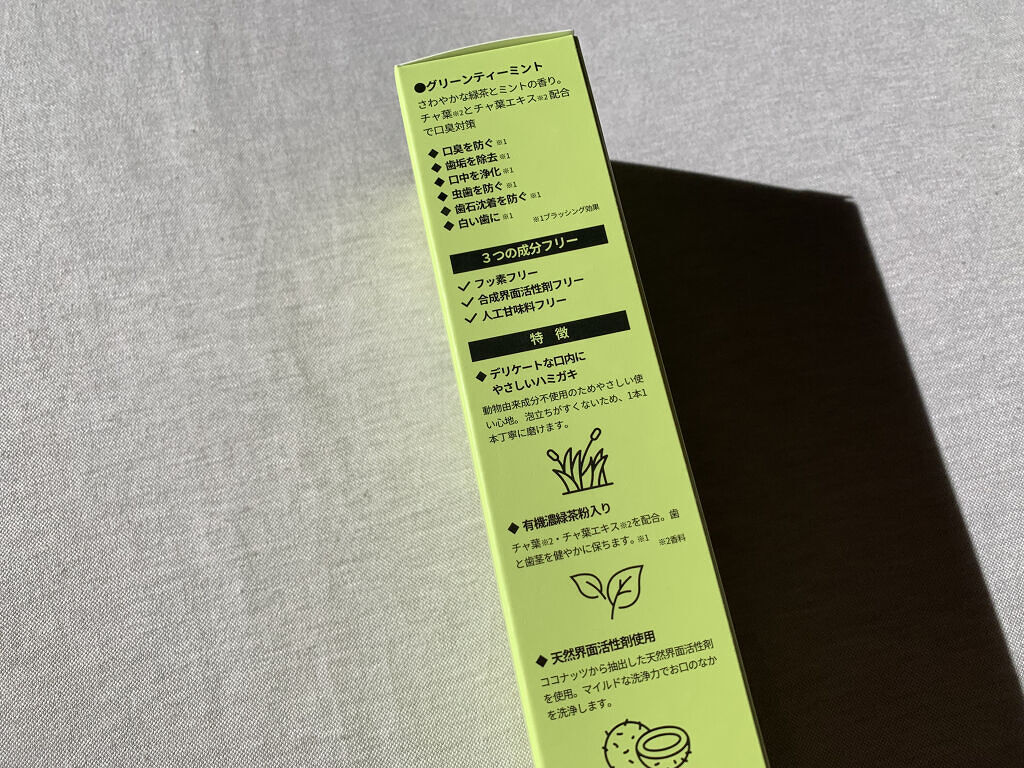 ●グリーンティーミント
さわやかな緑茶とミントの香り。
チャ葉※2とチャ葉エキス※2 配合
で口臭対策
◆ 口臭を防ぐ ※1
◆ 歯垢を除去 ※1
◆ 口中を浄化 ※1
◆ 虫歯を防ぐ ※1
◆ 歯石沈着を防ぐ ※1
◆ 白い歯に ※1 ※1ブラッシング効果
3つの成分フリー
✓ フッ素フリー
✓ 合成界面活性剤フリー
✓ 人工甘味料フリー
特 徴
◆ デリケートな口内に
やさしいハミガキ
動物由来成分不使用のためやさしい使
い心地。泡立ちがすくないため、1本1
本丁寧に磨けます。
◆ 有機濃緑茶粉入り
チャ葉※2・チャ葉エキス※2を配合。歯
と歯茎を健やかに保ちます。※1 ※2香料
◆ 天然界面活性剤使用
ココナッツから抽出した天然界面活性剤
を使用。マイルドな洗浄力でお口のなか
を洗浄します。